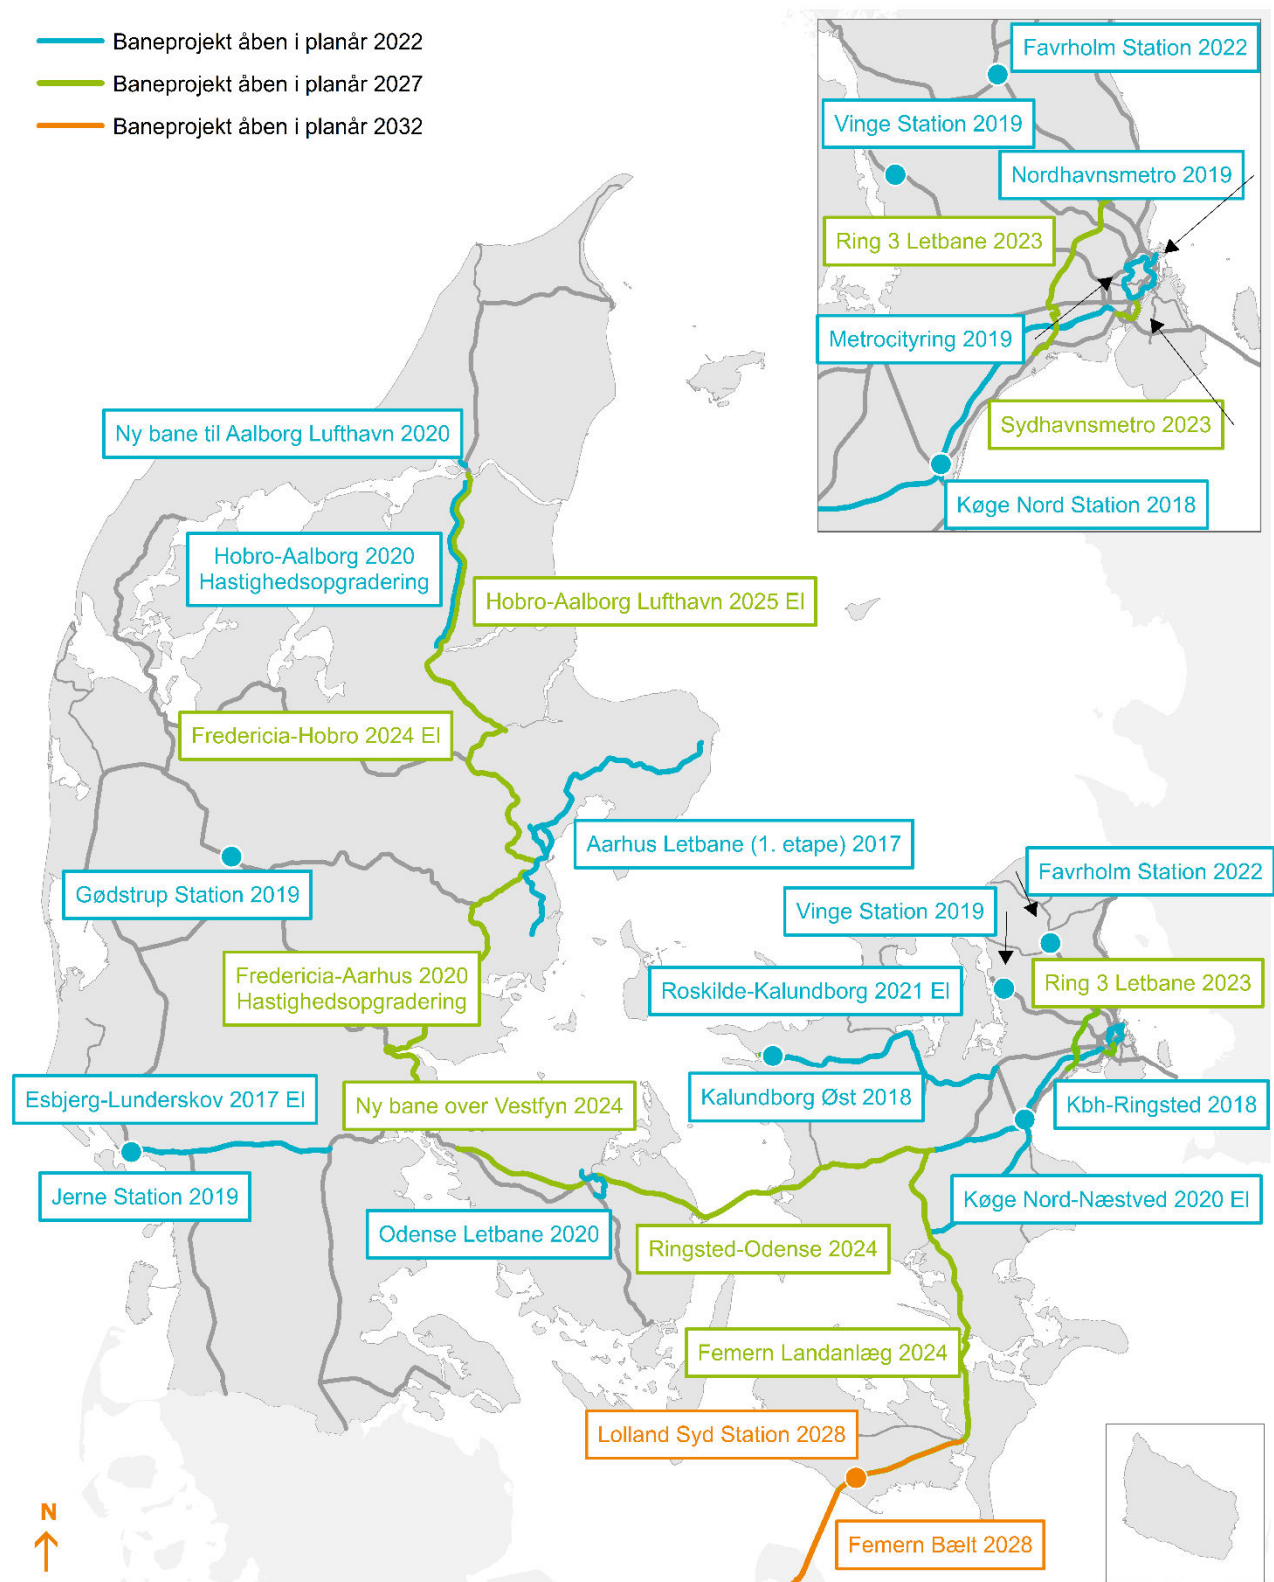 Baneprojekt åben i planår 2022
Baneprojekt åben i planår 2027
Baneprojekt åben i planår 2032
Favrholm Station 2022
Vinge Station 2019
Nordhavnsmetro 2019
Ring 3 Letbane 2023
Metrocityring 2019
Sydhavnsmetro 2023
Køge Nord Station 2018
Ny bane til Aalborg Lufthavn 2020
Hobro-Aalborg 2020
Hastighedsopgradering
Hobro-Aalborg Lufthavn 2025 El
Fredericia-Hobro 2024 El
Aarhus Letbane (1. etape) 2017
Gødstrup Station 2019
Favrholm Station 2022
Vinge Station 2019
Fredericia-Aarhus 2020
Hastighedsopgradering
Roskilde-Kalundborg 2021 El
Ring 3 Letbane 2023
Esbjerg-Lunderskov 2017 El
Ny bane over Vestfyn 2024
Kalundborg Øst 2018
Kbh-Ringsted 2018
Jerne Station 2019
Odense Letbane 2020
Køge Nord-Næstved 2020 El
Ringsted-Odense 2024
Femern Landanlæg 2024
Lolland Syd Station 2028
Femern Bælt 2028
N